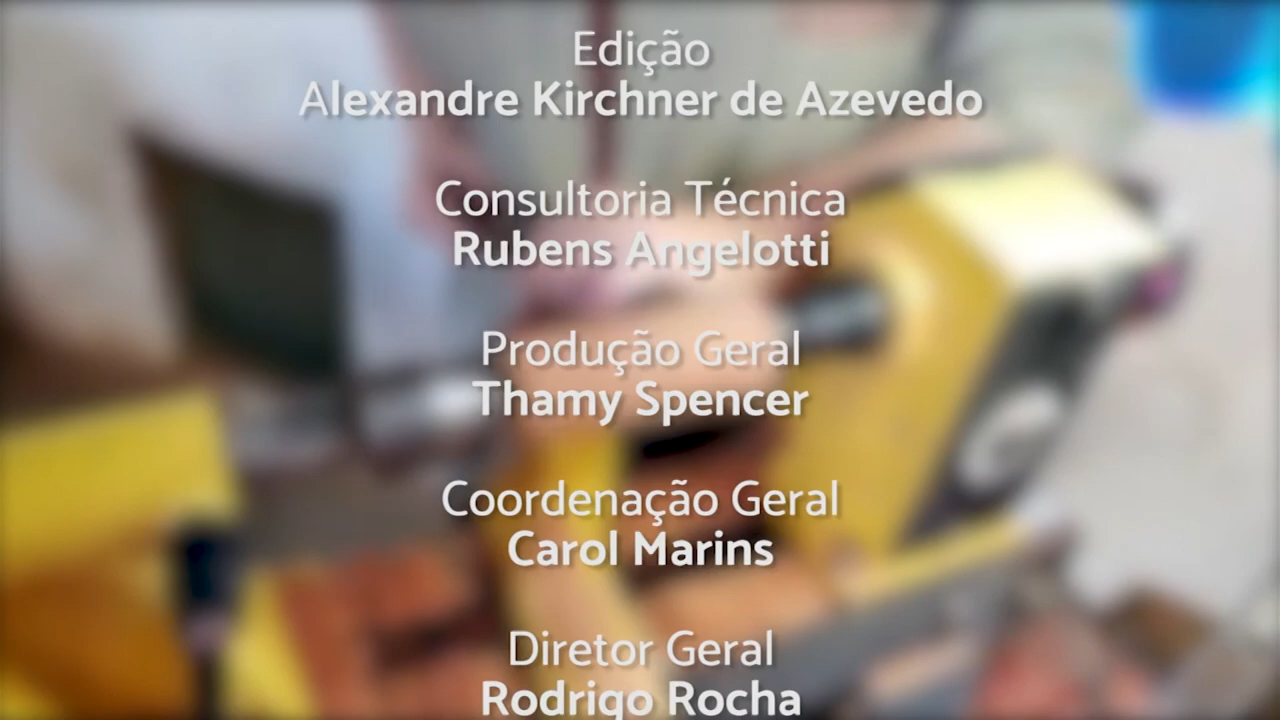 Edição
Alexandre Kirchner de Azevedo
Consultoria Técnica
Rubens Angelotti
Produção Geral
Thamy Spencer
Coordenação Geral
Carol Marins
Diretor Geral
Rodrigo Rocha